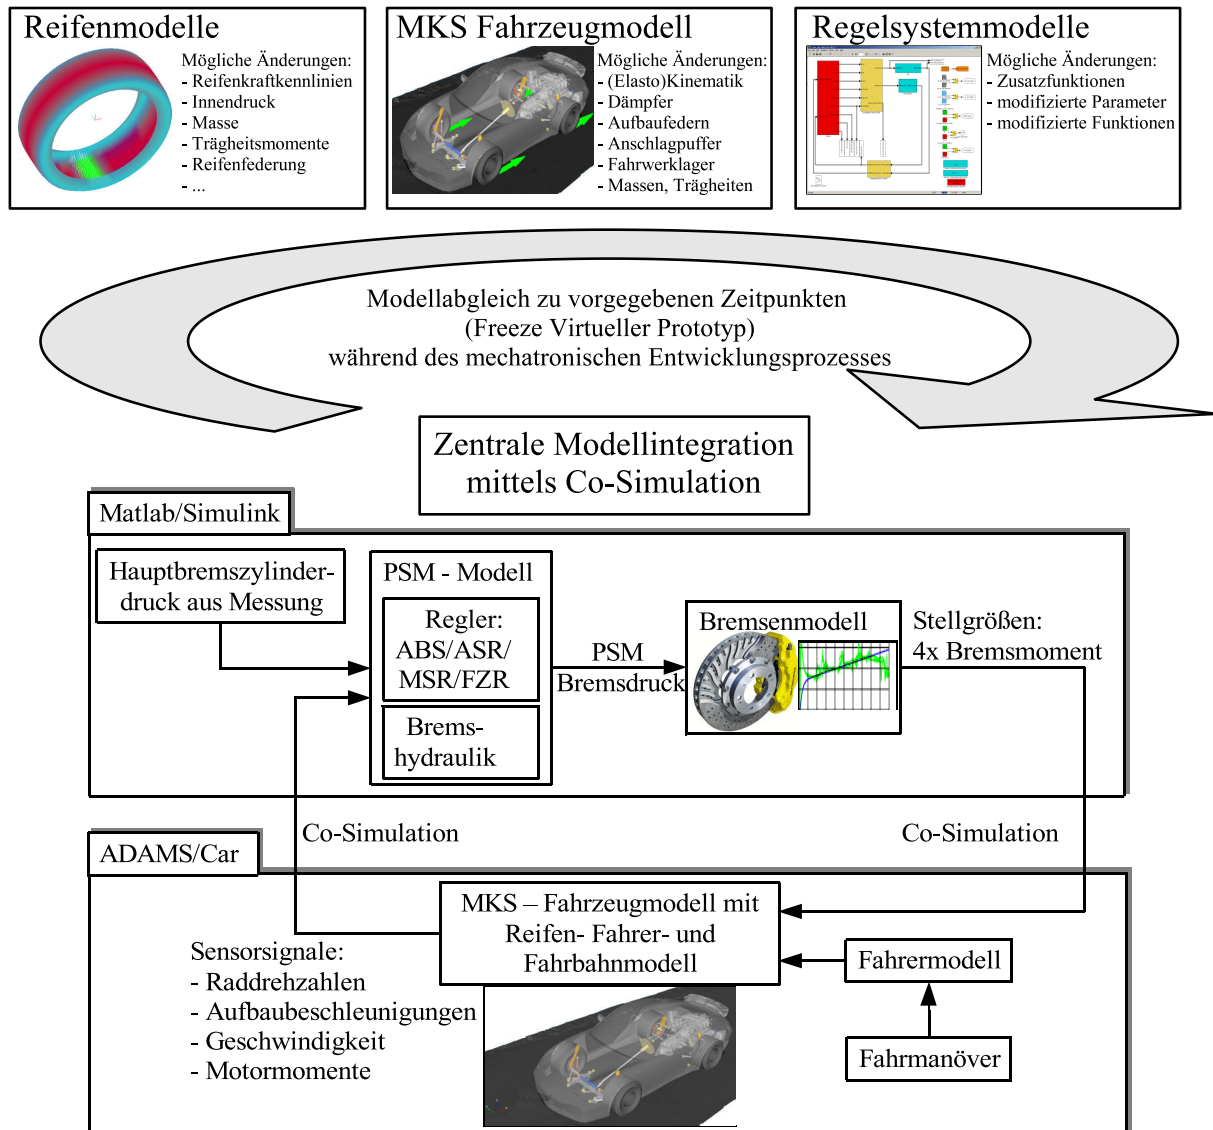 Reifenmodelle
Mögliche Änderungen:
- Reifenkraftkennlinien
- Innendruck
- Masse
- Trägheitsmomente
- Reifenfederung
- ...
MKS Fahrzeugmodell
Mögliche Änderungen:
- (Elasto)Kinematik
- Dämpfer
- Aufbaufedern
- Anschlagpuffer
- Fahrwerklager
- Massen, Trägheiten
Regelsystemmodelle
Mögliche Änderungen:
- Zusatzfunktionen
- modifizierte Parameter
- modifizierte Funktionen
Modellabgleich zu vorgegebenen Zeitpunkten
(Freeze Virtueller Prototyp)
während des mechatronischen Entwicklungsprozesses
Zentrale Modellintegration
mittels Co-Simulation
Matlab/Simulink
Hauptbremszylinder-
druck aus Messung
PSM - Modell
Regler:
ABS/ASR/
MSR/FZR
Brems-
hydraulik
PSM
Bremsdruck
Bremsenmodell
Stellgrößen:
4x Bremsmoment
Co-Simulation
Co-Simulation
ADAMS/Car
MKS – Fahrzeugmodell mit
Reifen- Fahrer- und
Fahrbahnmodell
Sensorsignale:
- Raddrehzahlen
- Aufbaubeschleunigungen
- Geschwindigkeit
- Motormomente
Fahrermodell
Fahrmanöver